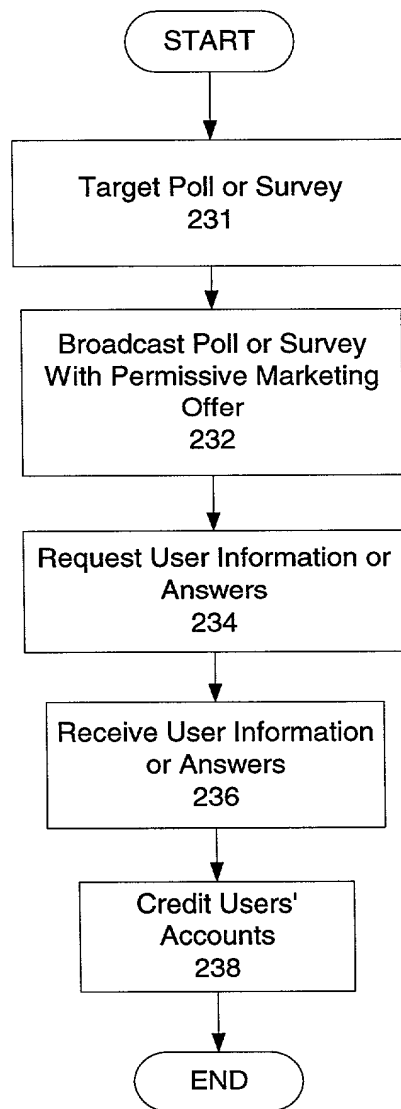 START
Target Poll or Survey
231
Broadcast Poll or Survey
With Permissive Marketing
Offer
232
Request User Information or
Answers
234
Receive User Information
or Answers
236
Credit Users'
Accounts
238
END